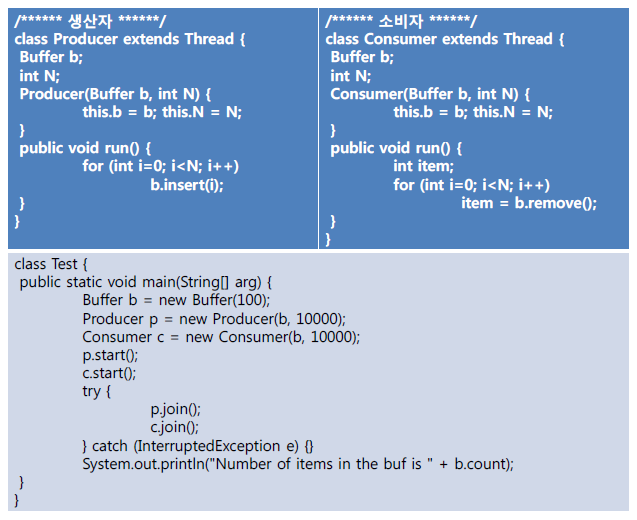 /****** 생산자 ******/
class Producer extends Thread {
Buffer b;
int N;
Producer(Buffer b, int N) {
this.b = b; this.N = N;
}
public void run() {
for (int i=0; i<N; i++)
b.insert(i);
}
}
/****** 소비자 ******/
class Consumer extends Thread {
Buffer b;
int N;
Consumer(Buffer b, int N) {
this.b = b; this.N = N;
}
public void run() {
int item;
for (int i=0; i<N; i++)
item = b.remove();
}
}
class Test {
public static void main(String[] arg) {
Buffer b = new Buffer(100);
Producer p = new Producer(b, 10000);
Consumer c = new Consumer(b, 10000);
p.start();
c.start();
try {
p.join();
c.join();
} catch (InterruptedException e) {}
System.out.println("Number of items in the buf is " + b.count);
}
}